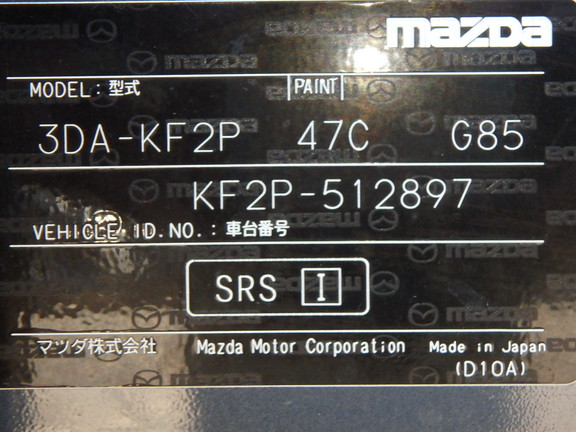 mazda
MODEL: 型式 PAINT
3DA-KF2P 47C G85
KF2P-512897
VEHICLE ID.NO.: 車台番号
SRS I
マツダ株式会社 Mazda Motor Corporation Made in Japan
(D10A)